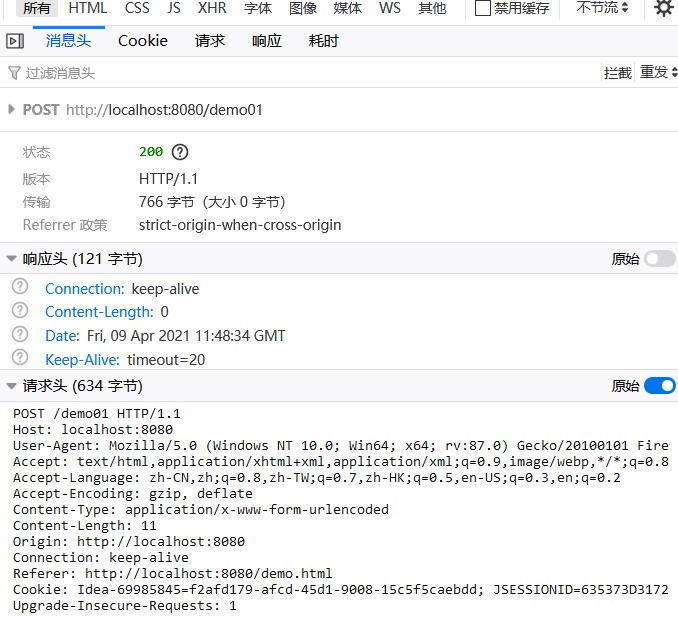 所有 HTML CSS JS XHR 字体 图像 媒体 WS 其他 禁用缓存 不节流
消息头 Cookie 请求 响应 耗时
过滤消息头 拦截 重发
POST http://localhost:8080/demo01
状态 200
版本 HTTP/1.1
传输 766 字节（大小 0 字节）
Referrer 政策 strict-origin-when-cross-origin
响应头 (121 字节) 原始
Connection: keep-alive
Content-Length: 0
Date: Fri, 09 Apr 2021 11:48:34 GMT
Keep-Alive: timeout=20
请求头 (634 字节) 原始
POST /demo01 HTTP/1.1
Host: localhost:8080
User-Agent: Mozilla/5.0 (Windows NT 10.0; Win64; x64; rv:87.0) Gecko/20100101 Fire
Accept: text/html,application/xhtml+xml,application/xml;q=0.9,image/webp,*/*;q=0.8
Accept-Language: zh-CN,zh;q=0.8,zh-TW;q=0.7,zh-HK;q=0.5,en-US;q=0.3,en;q=0.2
Accept-Encoding: gzip, deflate
Content-Type: application/x-www-form-urlencoded
Content-Length: 11
Origin: http://localhost:8080
Connection: keep-alive
Referer: http://localhost:8080/demo.html
Cookie: Idea-69985845=f2afd179-afcd-45d1-9008-15c5f5caebdd; JSESSIONID=635373D3172
Upgrade-Insecure-Requests: 1